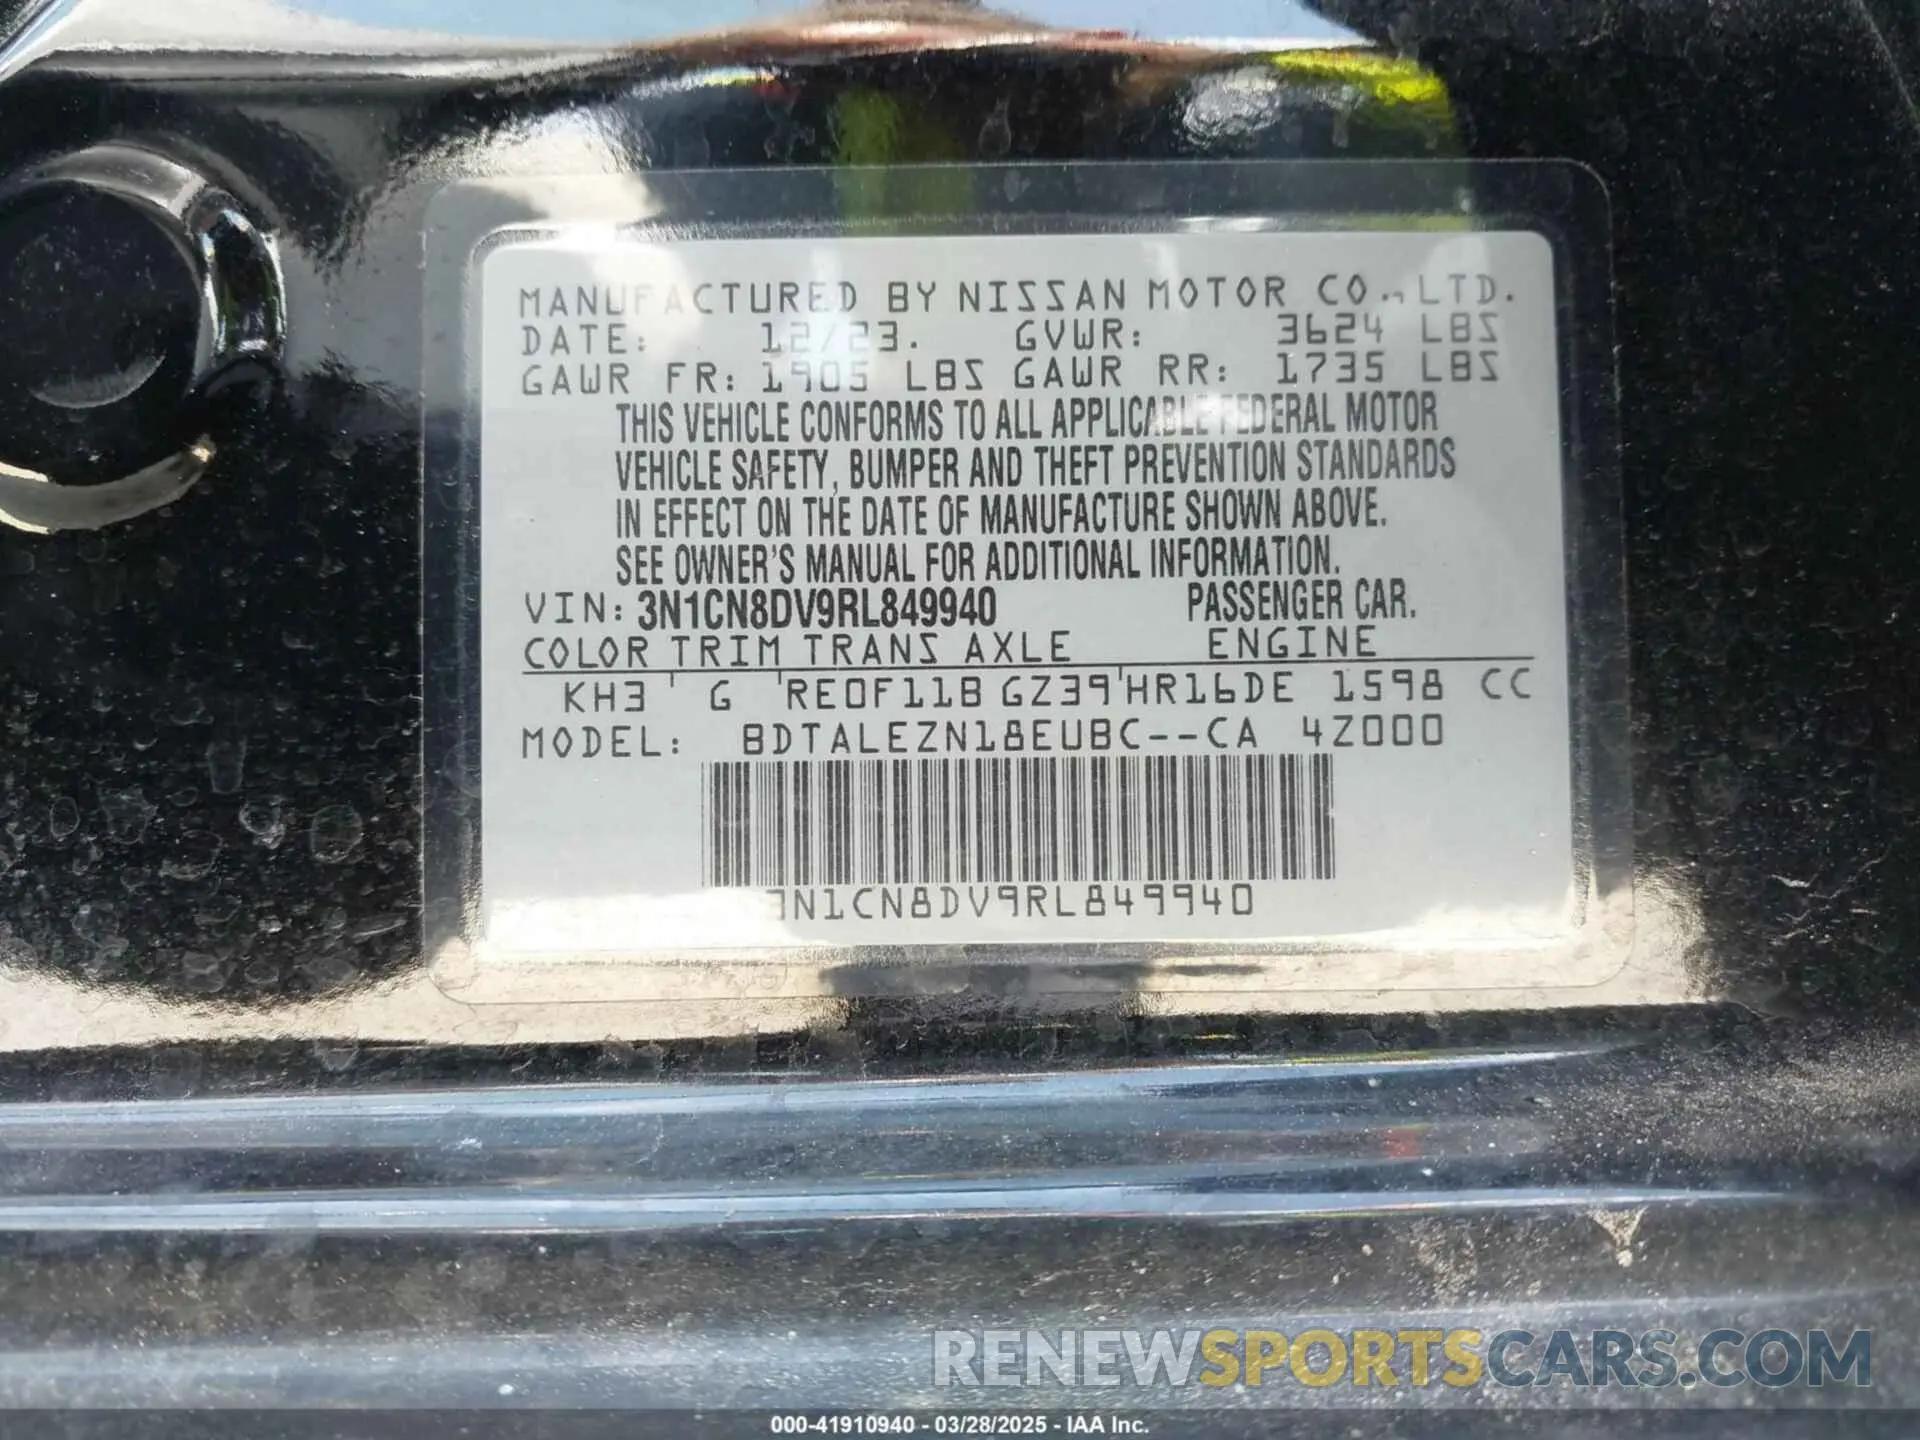 MANUFACTURED BY NISSAN MOTOR CO., LTD.
DATE: 12/23. GVWR: 3624 LBS
GAWR FR: 1905 LBS GAWR RR: 1735 LBS
THIS VEHICLE CONFORMS TO ALL APPLICABLE FEDERAL MOTOR
VEHICLE SAFETY, BUMPER AND THEFT PREVENTION STANDARDS
IN EFFECT ON THE DATE OF MANUFACTURE SHOWN ABOVE.
SEE OWNER'S MANUAL FOR ADDITIONAL INFORMATION.
VIN: 3N1CN8DV9RL849940 PASSENGER CAR.
COLOR TRIM TRANS AXLE ENGINE
KH3 G RE0F11B GZ39 HR16DE 1598 CC
MODEL: BDTALEZN18EUBC--CA 4Z000
3N1CN8DV9RL849940
RENEWSPORTSCARS.COM
000-41910940 - 03/28/2025 - IAA Inc.